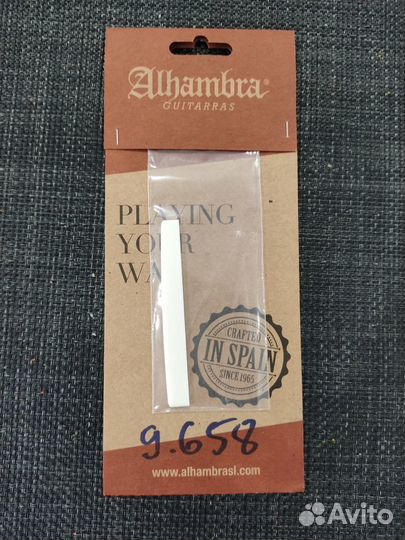 Alhambra®
GUITARRAS
PLAYING
YOUR
WAY
CRAFTED
IN SPAIN
SINCE 1965
9.658
www.alhambrasl.com
Avito